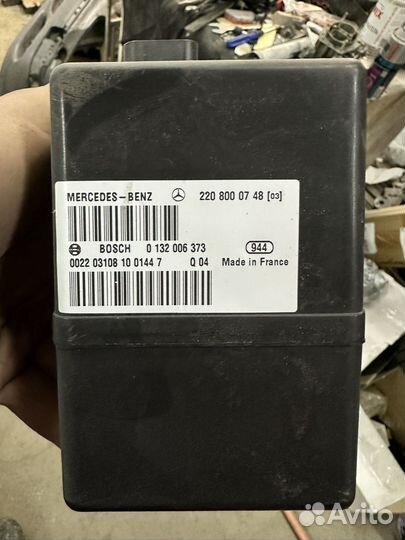 MERCEDES-BENZ 220 800 07 48 [03]
BOSCH 0 132 006 373 944
0022 03108 10 0144 7 Q 04 Made in France
Avito